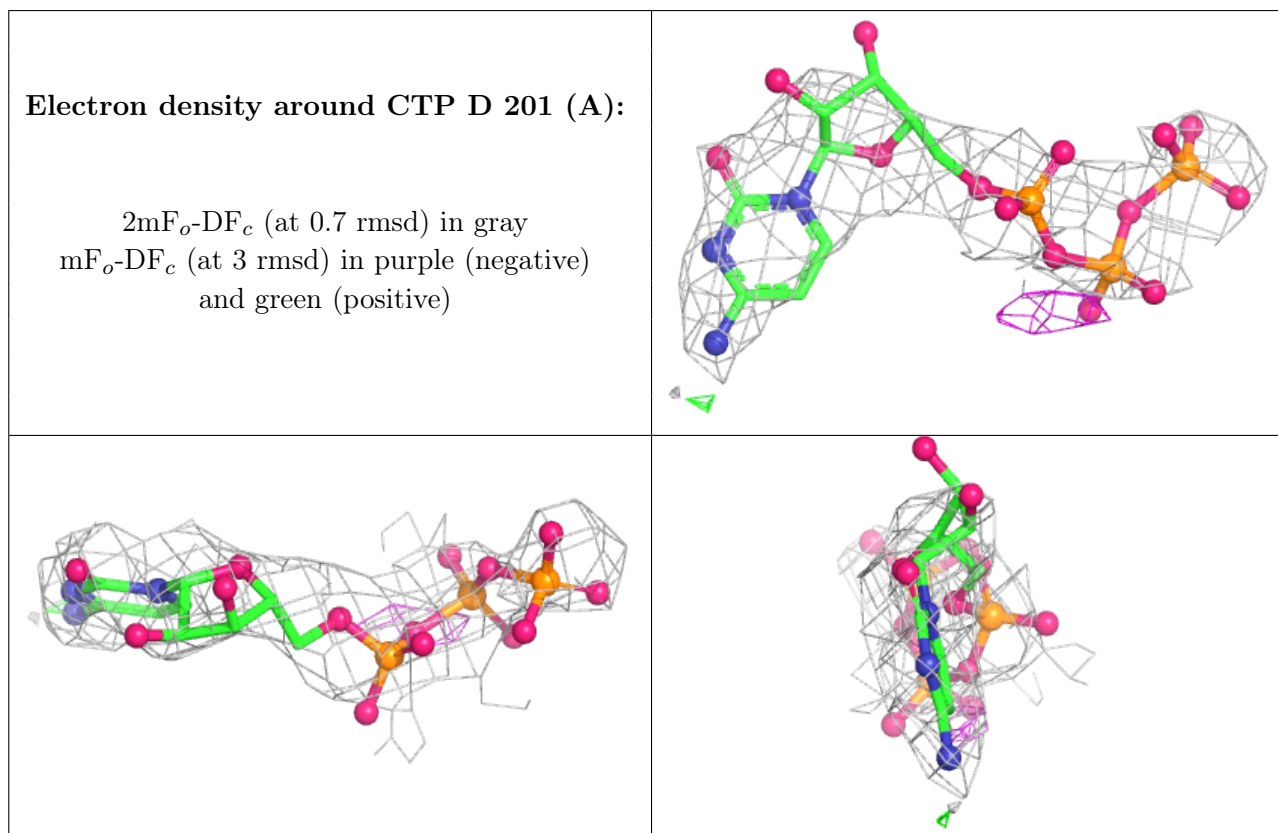 Electron density around CTP D 201 (A):
2mFo-DFc (at 0.7 rmsd) in gray
mFo-DFc (at 3 rmsd) in purple (negative)
and green (positive)